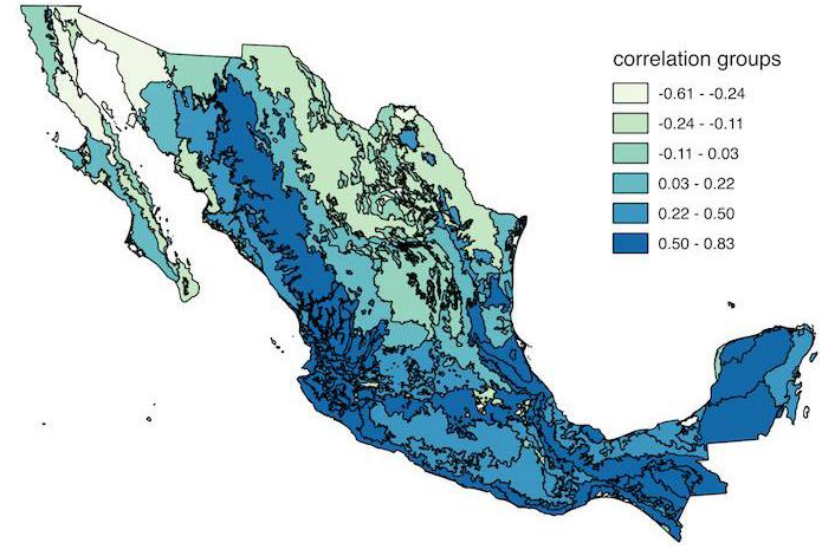 correlation groups
-0.61 - -0.24
-0.24 - -0.11
-0.11 - 0.03
0.03 - 0.22
0.22 - 0.50
0.50 - 0.83